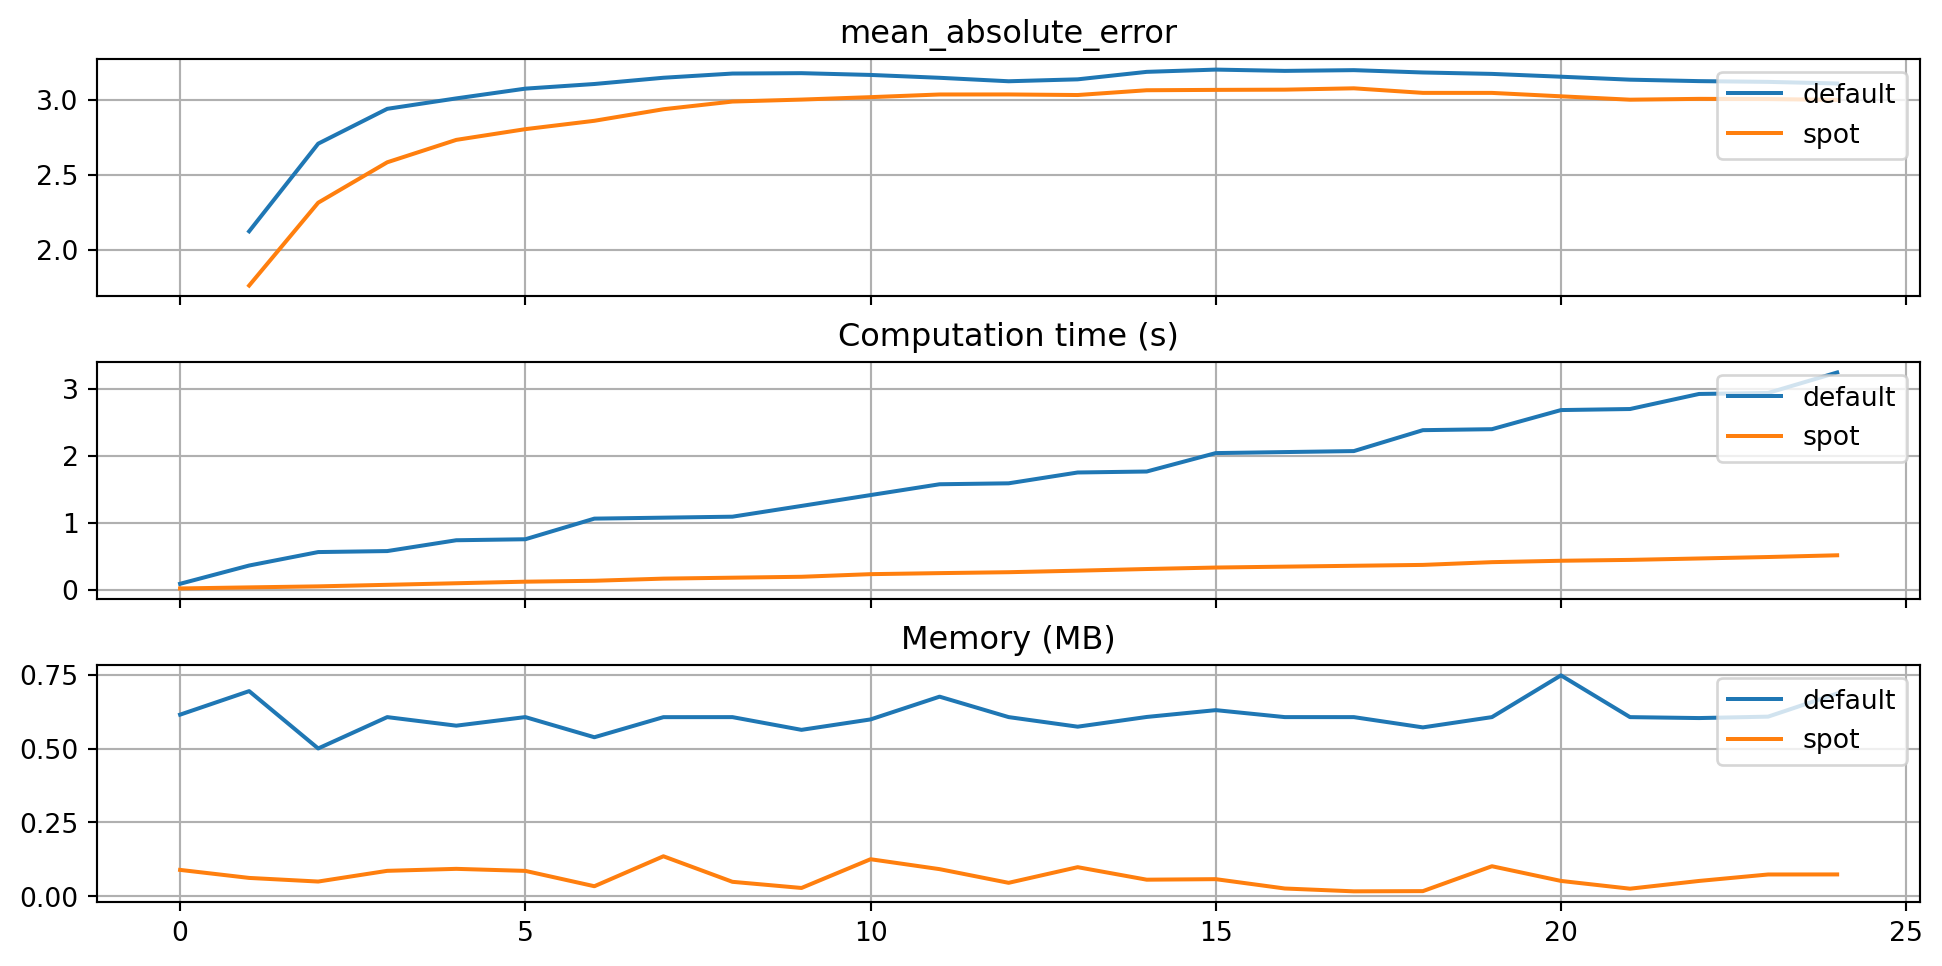 mean_absolute_error
3.0
2.5
2.0
default
spot
Computation time (s)
3
2
1
0
default
spot
Memory (MB)
0.75
0.50
0.25
0.00
default
spot
0 5 10 15 20 25